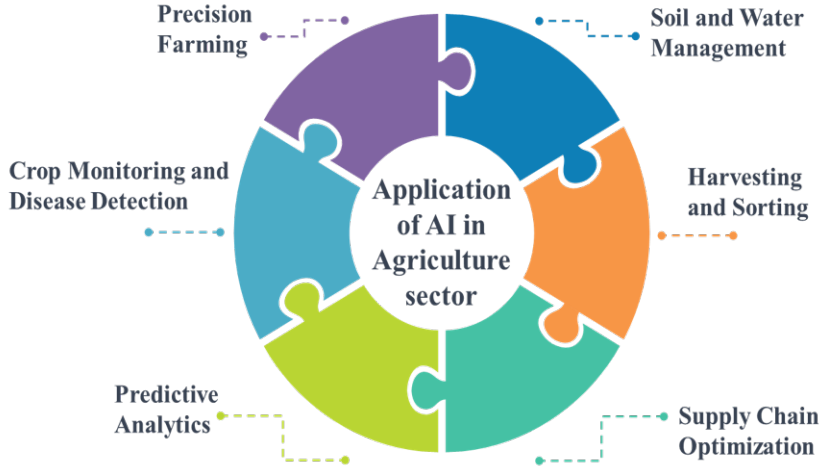 Precision
Farming
Soil and Water
Management
Crop Monitoring and
Disease Detection
Application
of AI in
Agriculture
sector
Harvesting
and Sorting
Predictive
Analytics
Supply Chain
Optimization